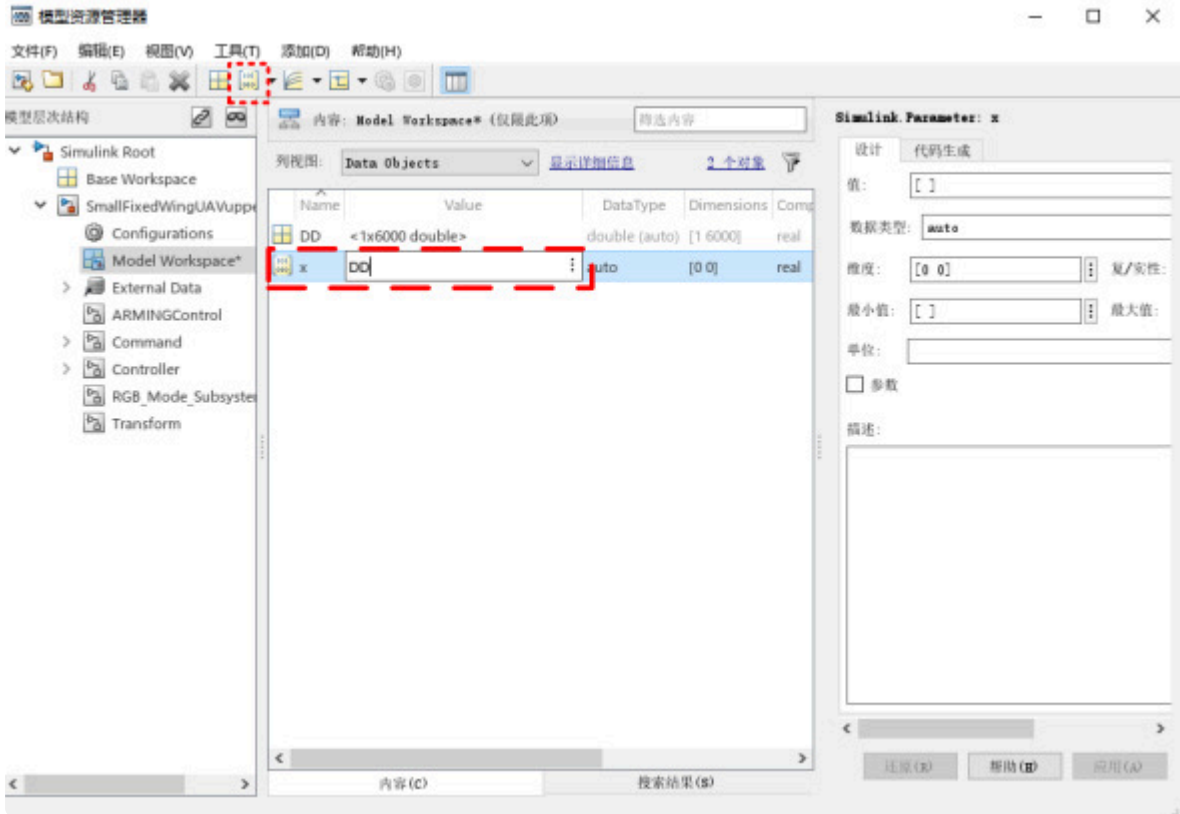 模型资源管理器
文件(F) 编辑(E) 视图(V) 工具(T) 添加(D) 帮助(H)
模型层次结构
Simulink Root
Base Workspace
SmallFixedWingUAVuppe
Configurations
Model Workspace*
External Data
ARMINGControl
Command
Controller
RGB_Mode_Subsyster
Transform
内容: Model Workspace* (仅限此项)
筛选内容
列视图: Data Objects 显示详细信息 2 个对象
Name Value DataType Dimensions Comp
DD <1x6000 double> double (auto) [1 6000] real
x DD auto [0 0] real
内容(C) 搜索结果(S)
Simulink.Parameter: x
设计 代码生成
值: [ ]
数据类型: auto
维度: [0 0] 复/实性:
最小值: [ ] 最大值:
单位:
参数
描述:
还原(R) 帮助(H) 应用(A)